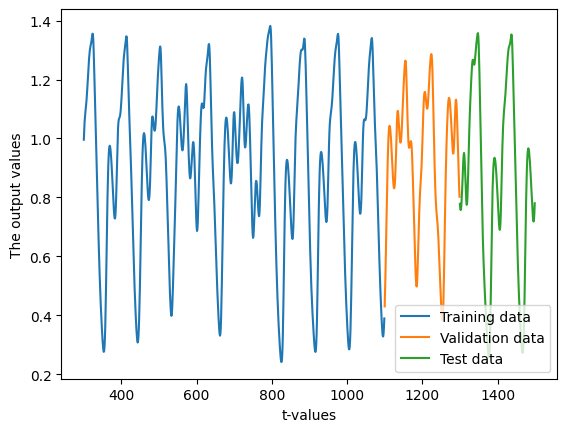 1.4
1.2
1.0
0.8
0.6
0.4
0.2
The output values
400
600
800
1000
1200
1400
t-values
Training data
Validation data
Test data